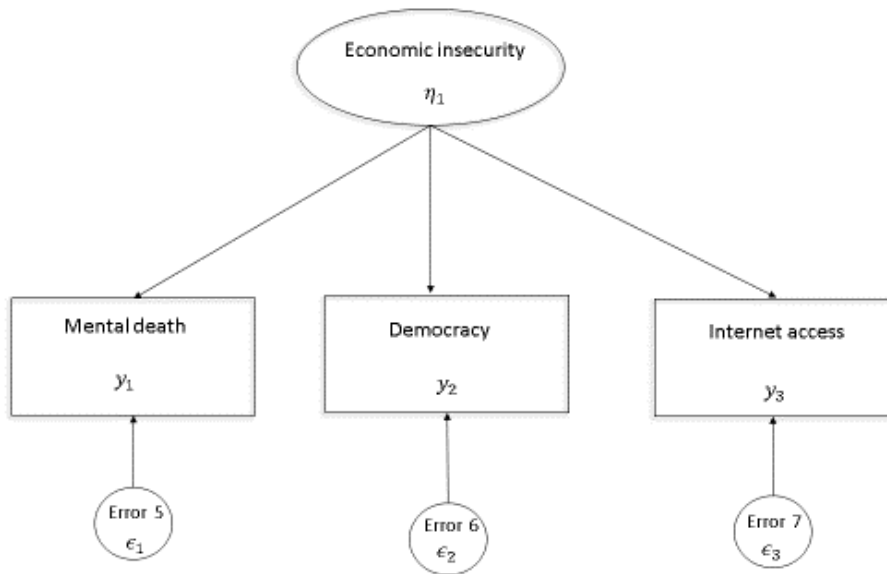 Economic insecurity
η₁
Mental death
y₁
Democracy
y₂
Internet access
y₃
Error 5
ϵ₁
Error 6
ϵ₂
Error 7
ϵ₃